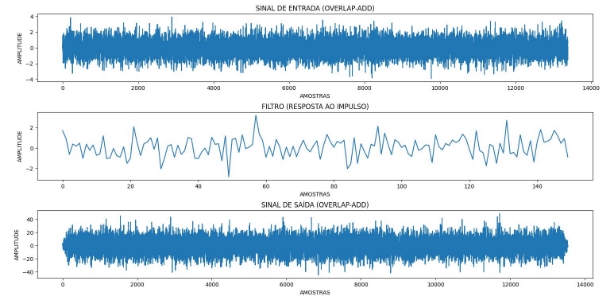 SINAL DE ENTRADA (OVERLAP-ADD)
AMPLITUDE
4
2
0
−2
−4
0 2000 4000 6000 8000 10000 12000 14000
AMOSTRAS
FILTRO (RESPOSTA AO IMPULSO)
AMPLITUDE
2
0
−2
0 20 40 60 80 100 120 140
AMOSTRAS
SINAL DE SAÍDA (OVERLAP-ADD)
AMPLITUDE
40
20
0
−20
−40
0 2000 4000 6000 8000 10000 12000 14000
AMOSTRAS